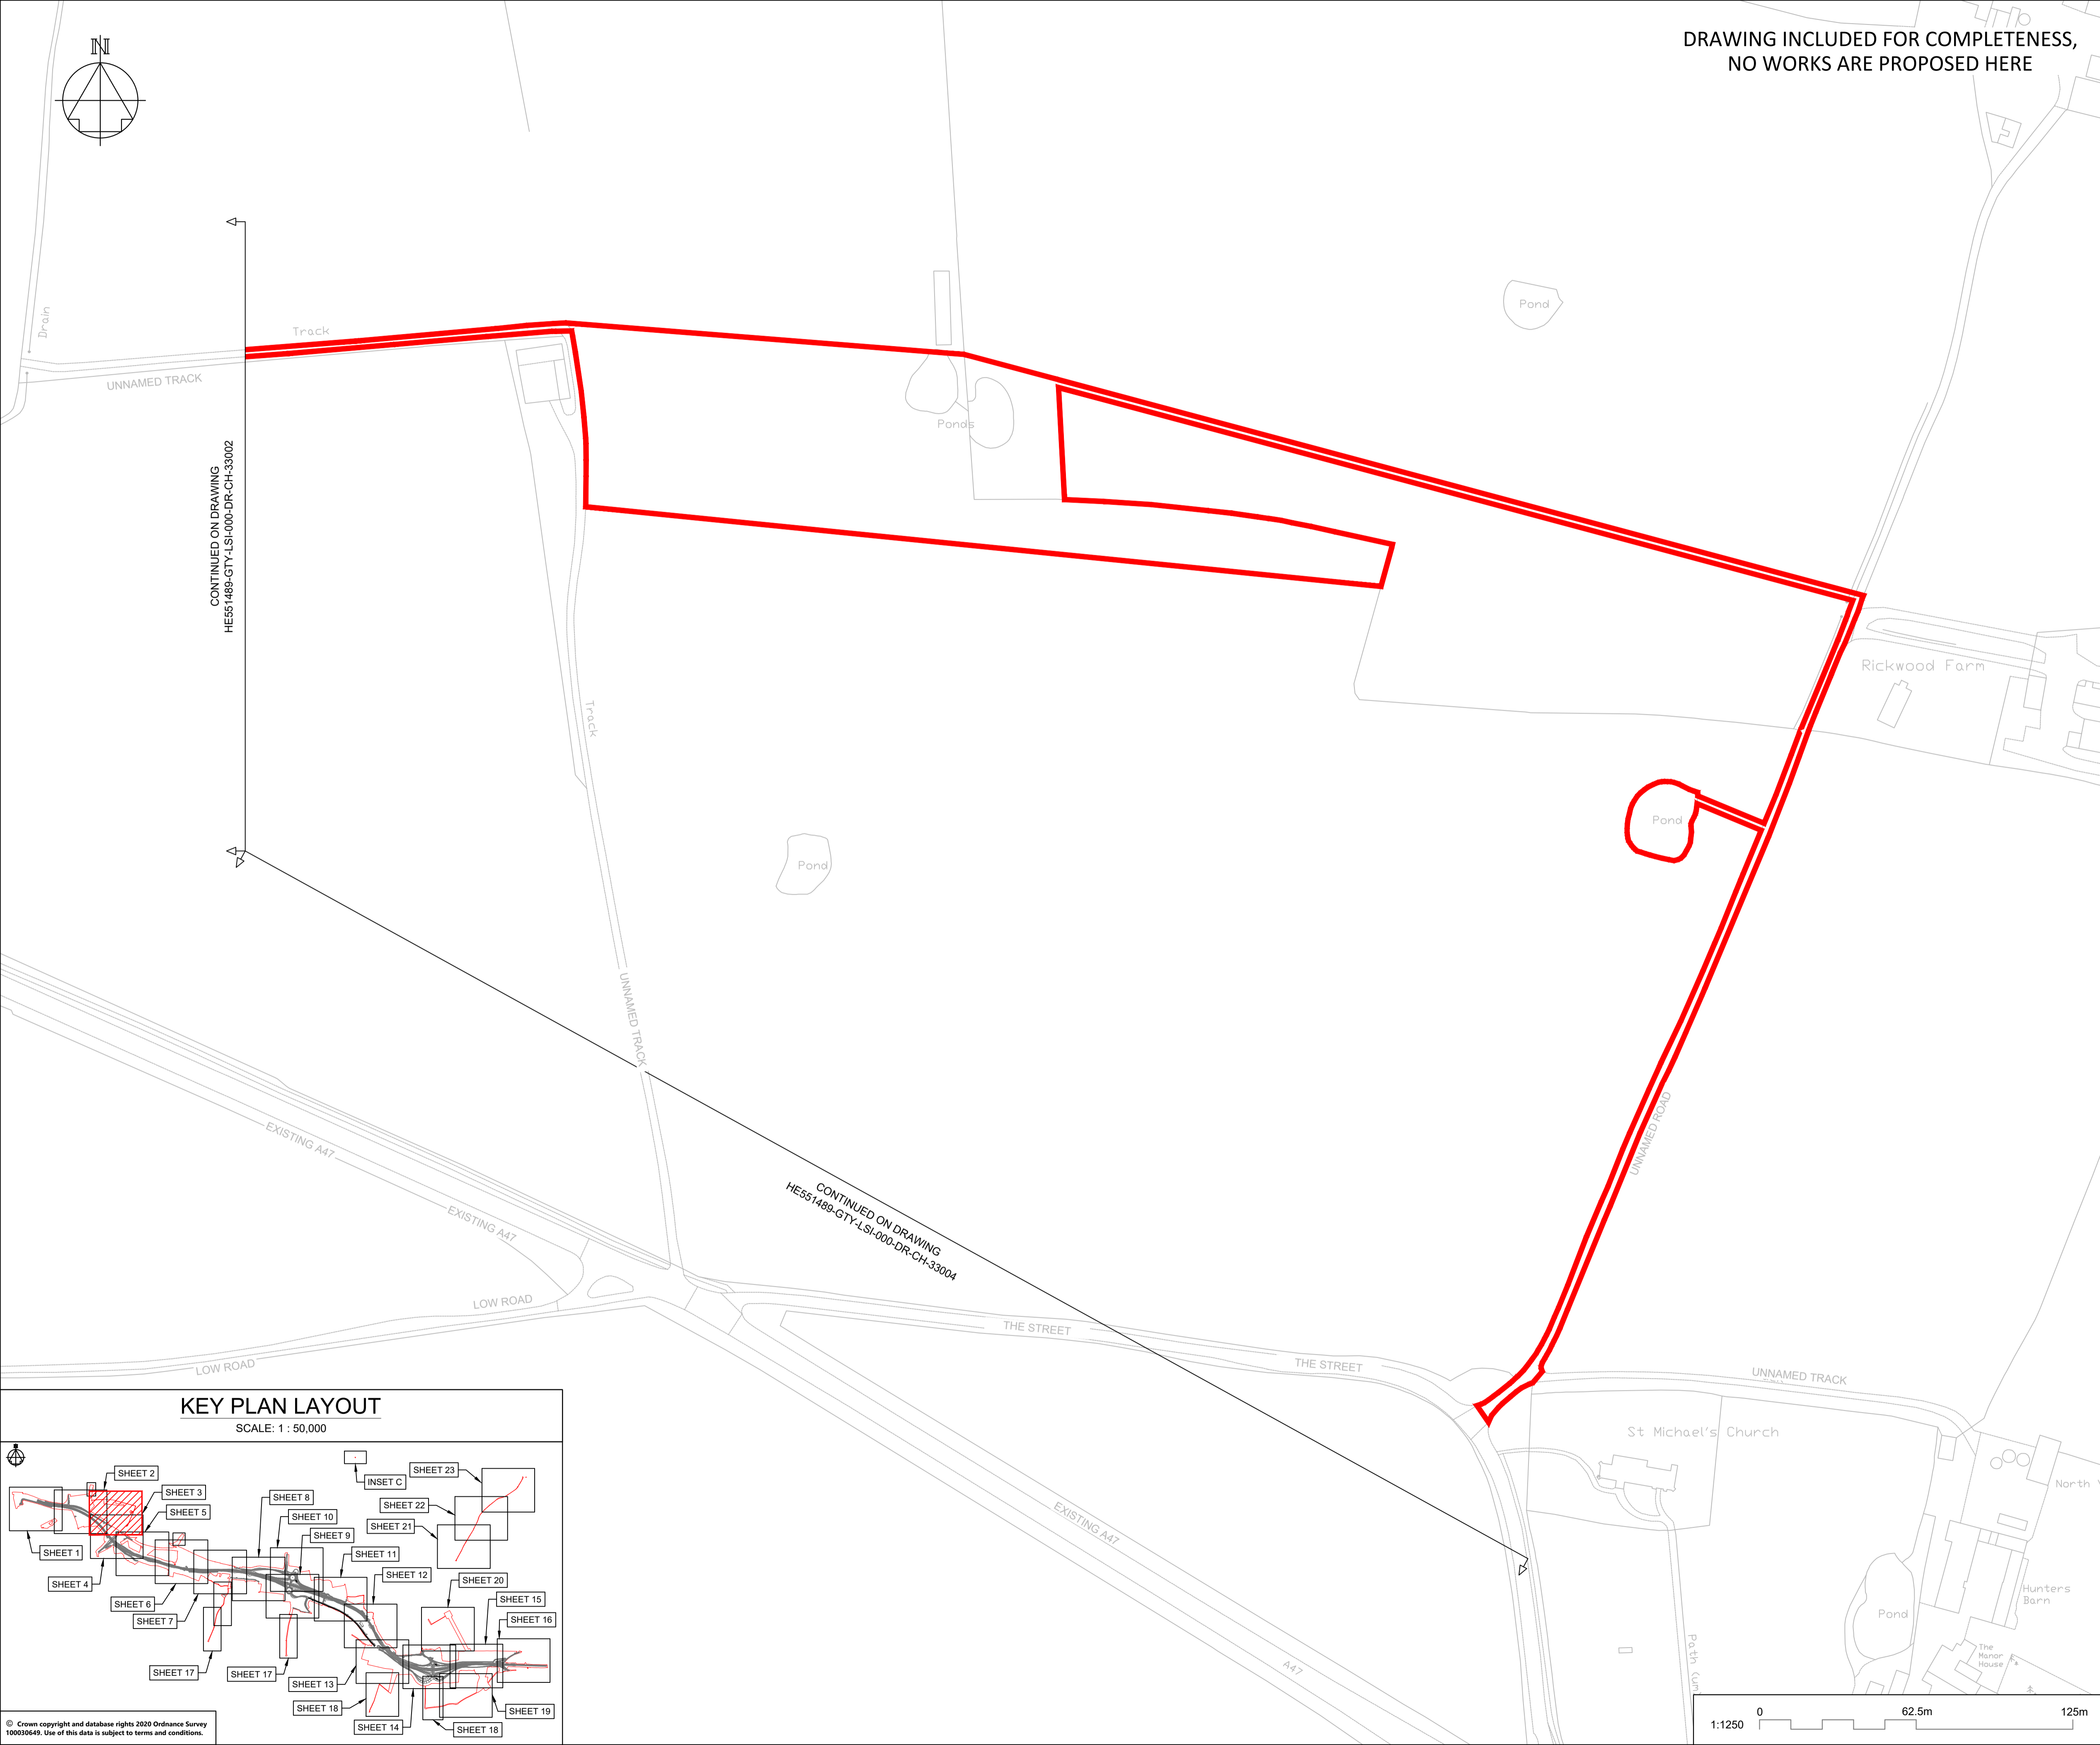 DRAWING INCLUDED FOR COMPLETENESS,
NO WORKS ARE PROPOSED HERE
N
Drain
Track
UNNAMED TRACK
CONTINUED ON DRAWING
HE551489-GTY-LSI-000-DR-CH-33002
Ponds
Pond
Rickwood Farm
Track
Pond
Pond
UNNAMED TRACK
UNNAMED ROAD
CONTINUED ON DRAWING
HE551489-GTY-LSI-000-DR-CH-33004
EXISTING A47
EXISTING A47
LOW ROAD
LOW ROAD
THE STREET
THE STREET
UNNAMED TRACK
St Michael's Church
North
EXISTING A47
Hunters
Barn
Pond
The
Manor
House
Path (um
A47
KEY PLAN LAYOUT
SCALE: 1 : 50,000
SHEET 2
SHEET 3
SHEET 5
SHEET 1
SHEET 4
SHEET 6
SHEET 7
SHEET 8
SHEET 10
SHEET 9
SHEET 11
SHEET 12
INSET C
SHEET 23
SHEET 22
SHEET 21
SHEET 20
SHEET 15
SHEET 16
SHEET 17
SHEET 17
SHEET 13
SHEET 18
SHEET 14
SHEET 18
SHEET 19
© Crown copyright and database rights 2020 Ordnance Survey
100030649. Use of this data is subject to terms and conditions.
1:1250
0
62.5m
125m